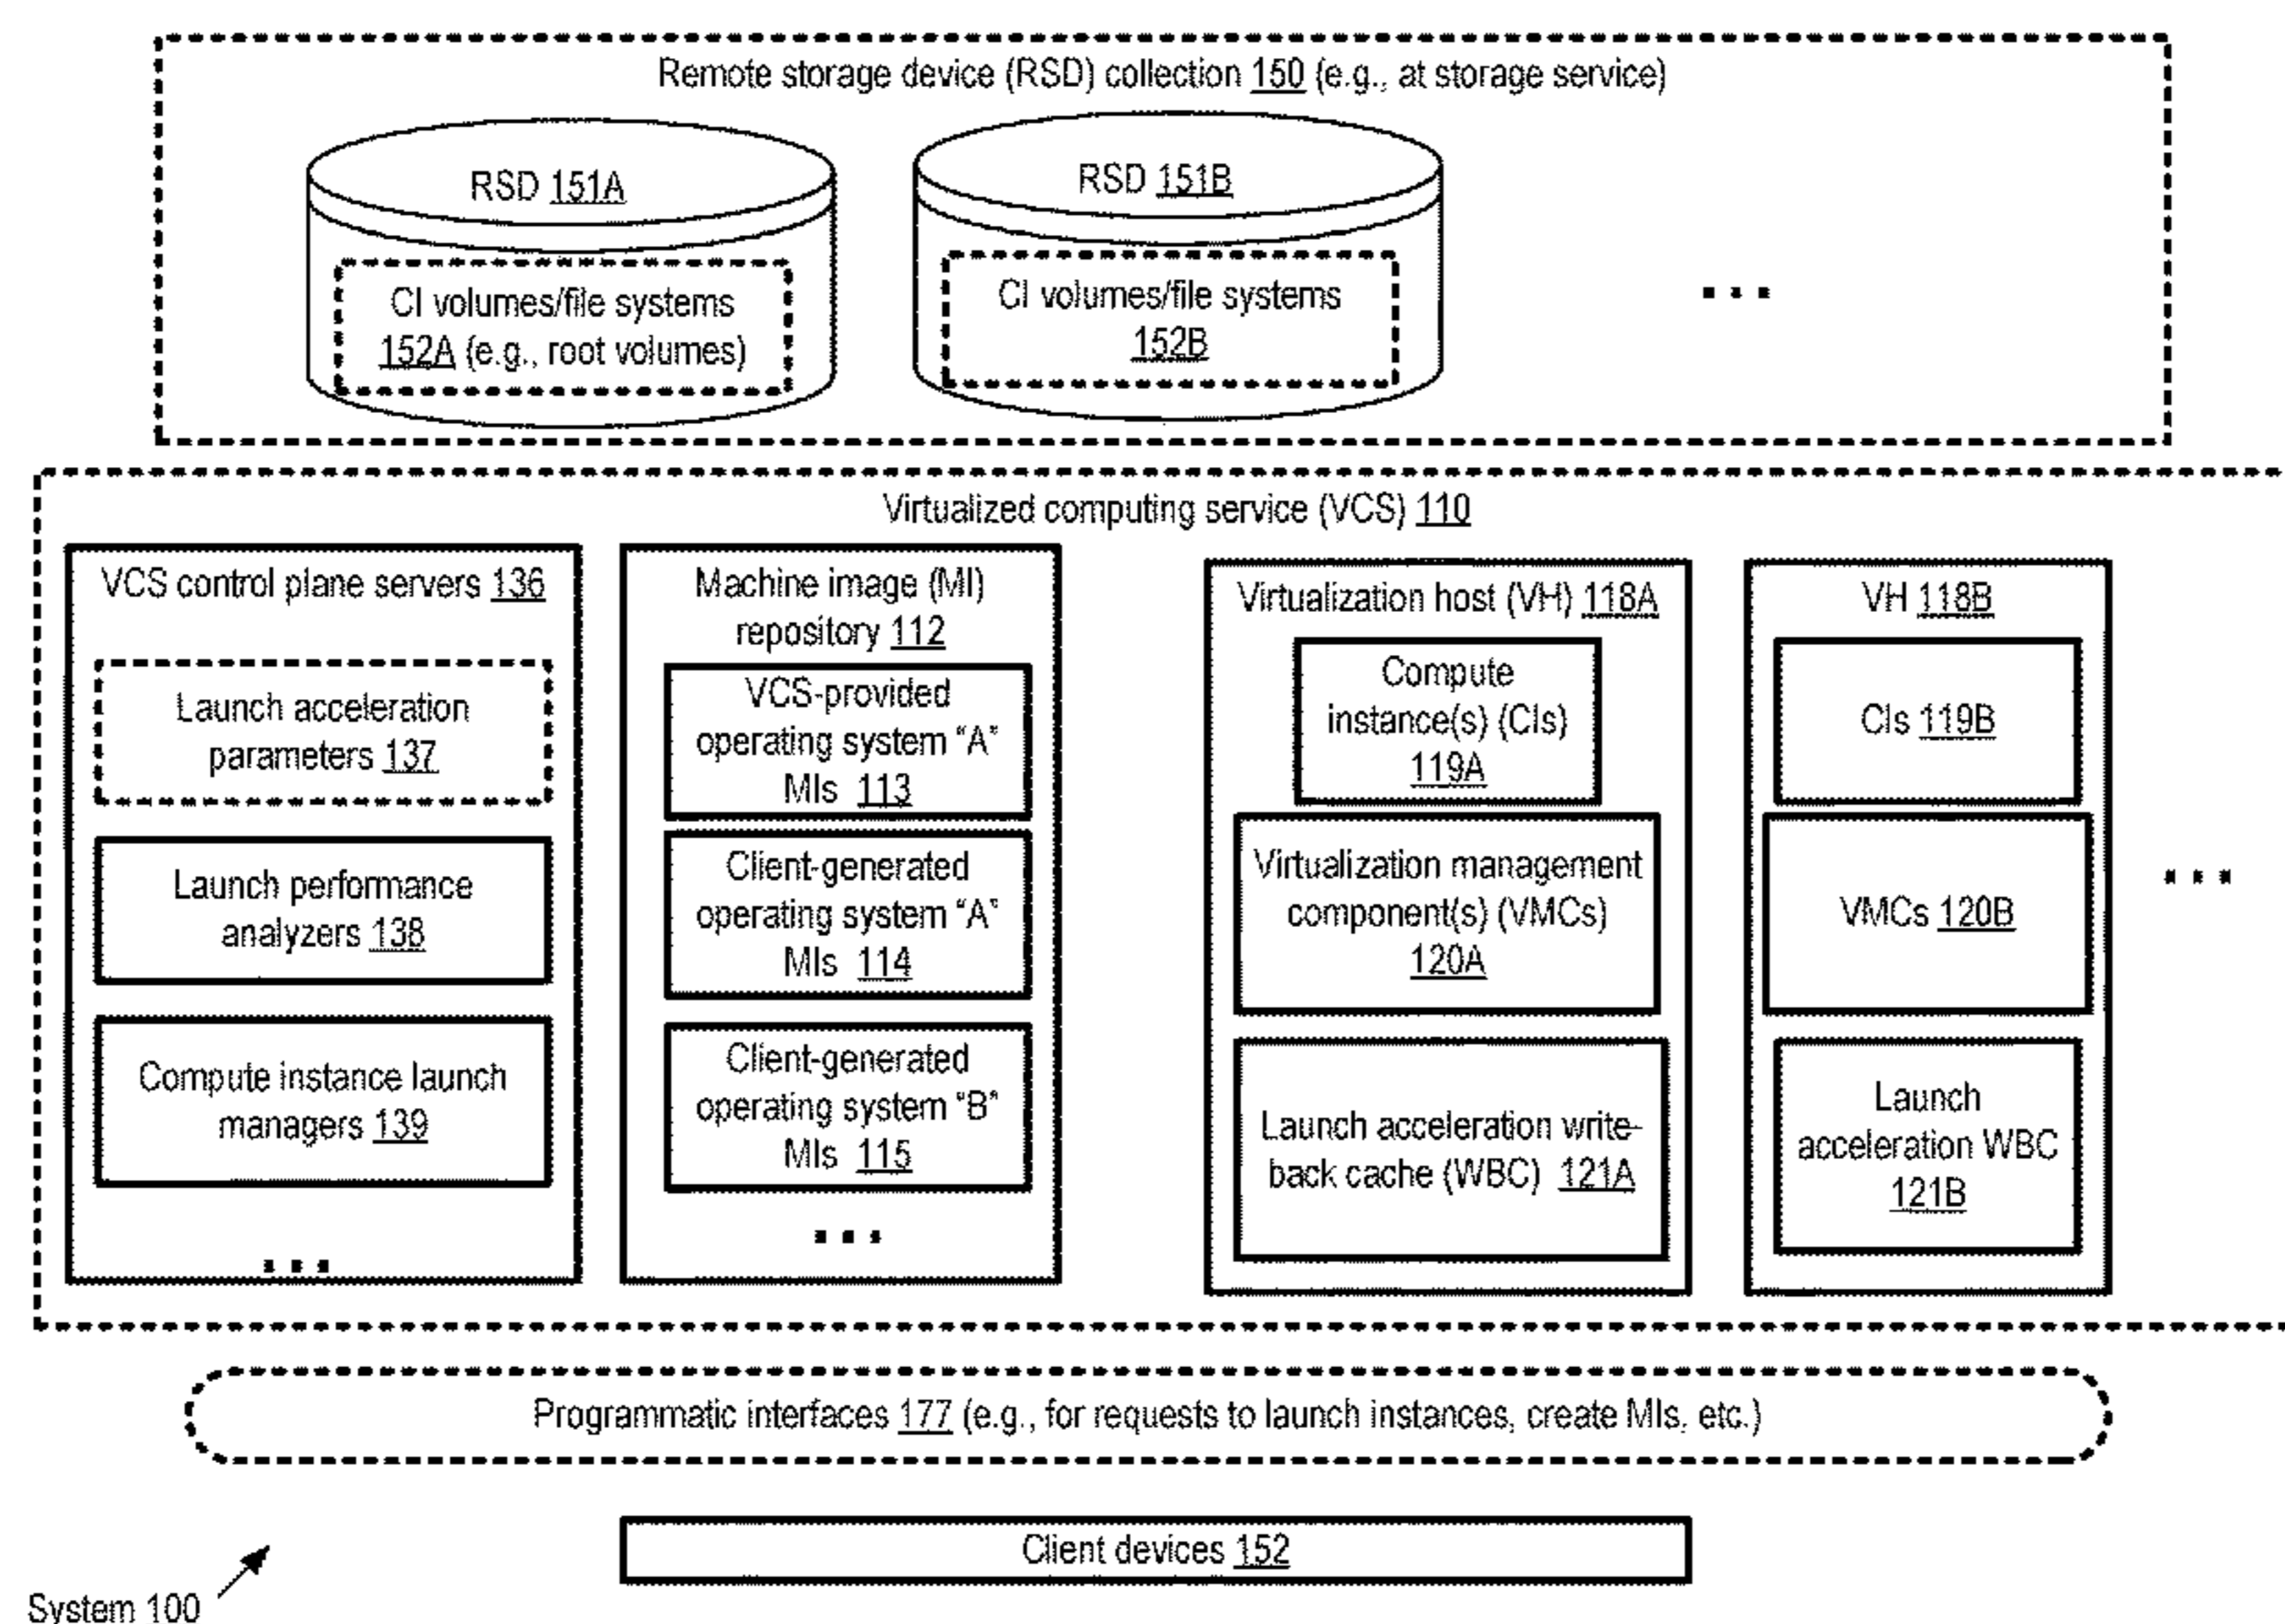 Remote storage device (RSD) collection 150 (e.g., at storage service)
RSD 151A
CI volumes/file systems
152A (e.g., root volumes)
RSD 151B
CI volumes/file systems
152B
...
Virtualized computing service (VCS) 110
VCS control plane servers 136
Launch acceleration
parameters 137
Launch performance
analyzers 138
Compute instance launch
managers 139
...
Machine image (MI)
repository 112
VCS-provided
operating system "A"
MIs 113
Client-generated
operating system "A"
MIs 114
Client-generated
operating system "B"
MIs 115
...
Virtualization host (VH) 118A
Compute
instance(s) (CIs)
119A
Virtualization management
component(s) (VMCs)
120A
Launch acceleration write-
back cache (WBC) 121A
VH 118B
CIs 119B
VMCs 120B
Launch
acceleration WBC
121B
...
Programmatic interfaces 177 (e.g., for requests to launch instances, create MIs, etc.)
Client devices 152
System 100